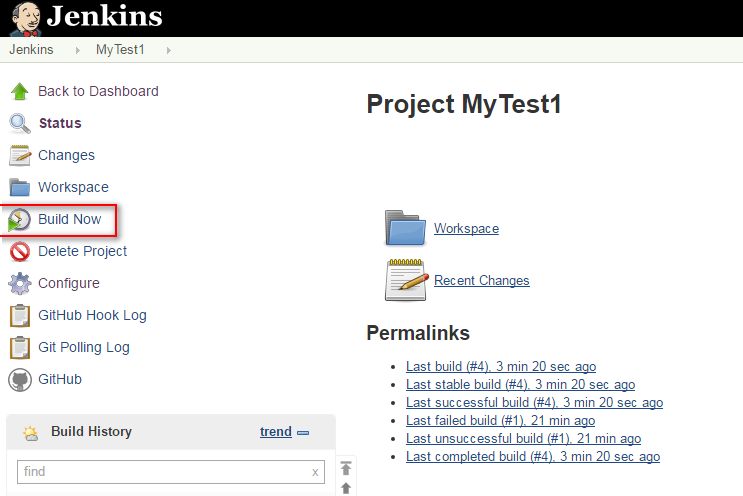 Jenkins
Jenkins
MyTest1
Back to Dashboard
Status
Changes
Workspace
Build Now
Delete Project
Configure
GitHub Hook Log
Git Polling Log
GitHub
Build History trend
find x
Project MyTest1
Workspace
Recent Changes
Permalinks
Last build (#4), 3 min 20 sec ago
Last stable build (#4), 3 min 20 sec ago
Last successful build (#4), 3 min 20 sec ago
Last failed build (#1), 21 min ago
Last unsuccessful build (#1), 21 min ago
Last completed build (#4), 3 min 20 sec ago